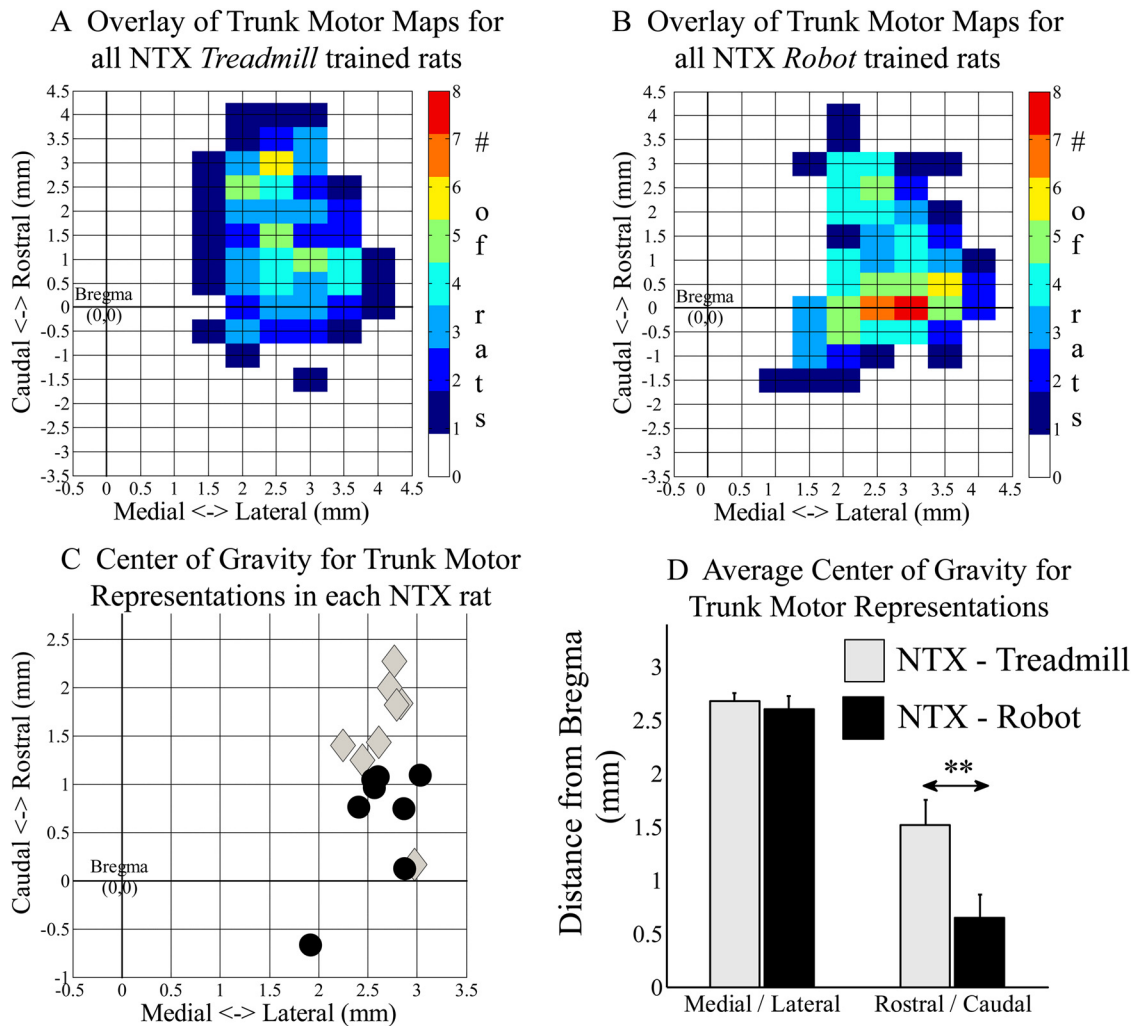 A Overlay of Trunk Motor Maps for
all NTX Treadmill trained rats
4.5
4
3.5
3
2.5
2
1.5
1
0.5
0
-0.5
-1
-1.5
-2
-2.5
-3
-3.5
Caudal <-> Rostral (mm)
Bregma
(0,0)
-0.5 0 0.5 1 1.5 2 2.5 3 3.5 4 4.5
Medial <-> Lateral (mm)
8
7
6
5
4
3
2
1
0
# of rats
B Overlay of Trunk Motor Maps for
all NTX Robot trained rats
4.5
4
3.5
3
2.5
2
1.5
1
0.5
0
-0.5
-1
-1.5
-2
-2.5
-3
-3.5
Caudal <-> Rostral (mm)
Bregma
(0,0)
-0.5 0 0.5 1 1.5 2 2.5 3 3.5 4 4.5
Medial <-> Lateral (mm)
8
7
6
5
4
3
2
1
0
# of rats
C Center of Gravity for Trunk Motor
Representations in each NTX rat
2.5
2
1.5
1
0.5
0
-0.5
-1
Caudal <-> Rostral (mm)
Bregma
(0,0)
-0.5 0 0.5 1 1.5 2 2.5 3 3.5
Medial <-> Lateral (mm)
D Average Center of Gravity for
Trunk Motor Representations
NTX - Treadmill
NTX - Robot
3
2.5
2
1.5
1
0.5
0
Distance from Bregma
(mm)
**
Medial / Lateral Rostral / Caudal